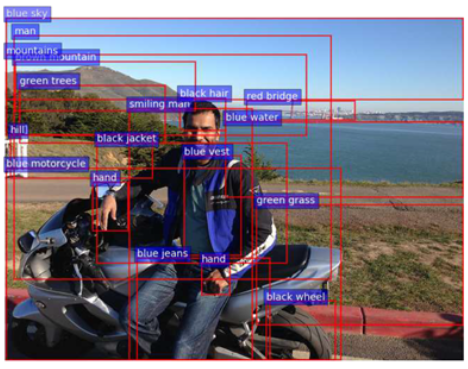 blue sky
man
mountains
brown mountain
green trees
black hair
red bridge
smiling man
blue water
hill]
black jacket
blue vest
blue motorcycle
hand
green grass
blue jeans
hand
black wheel